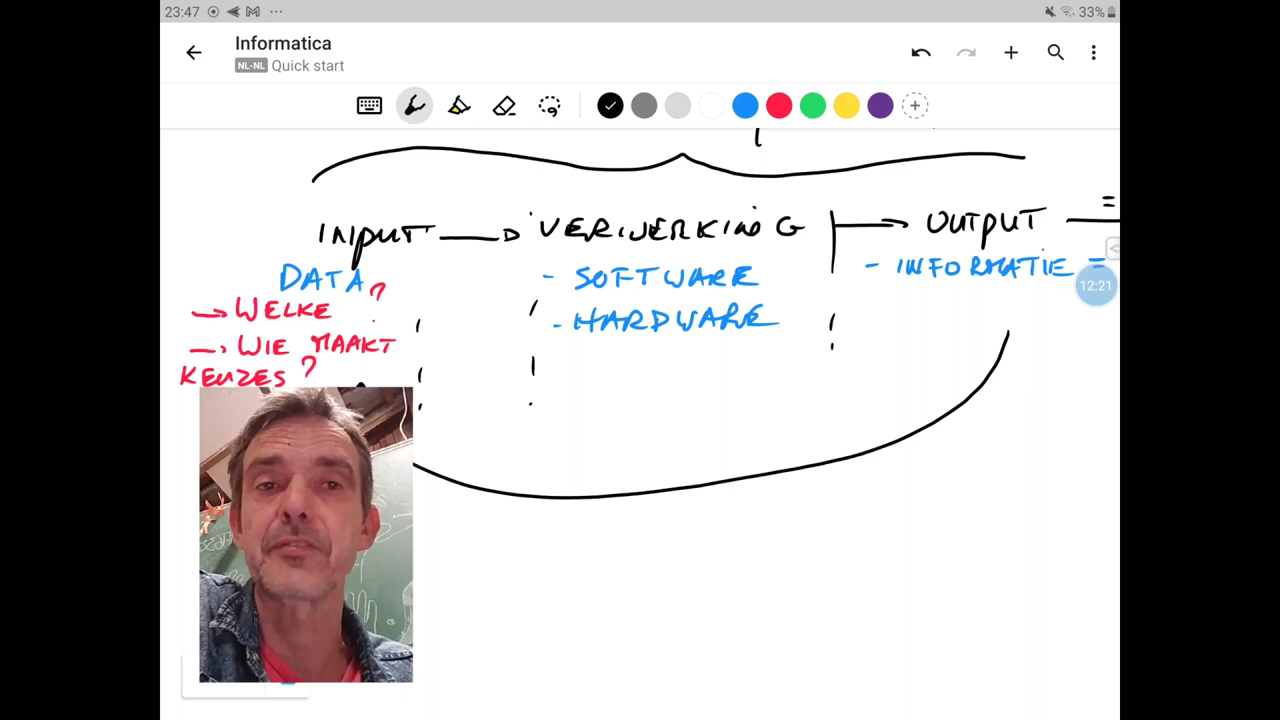 23:47 33%
Informatica
NL-NL Quick start
INPUT → VERWERKING → OUTPUT =
DATA - SOFTWARE - INFORMATIE =
→ WELKE ? - HARDWARE 12:21
→ WIE MAAKT
KEUZES ?